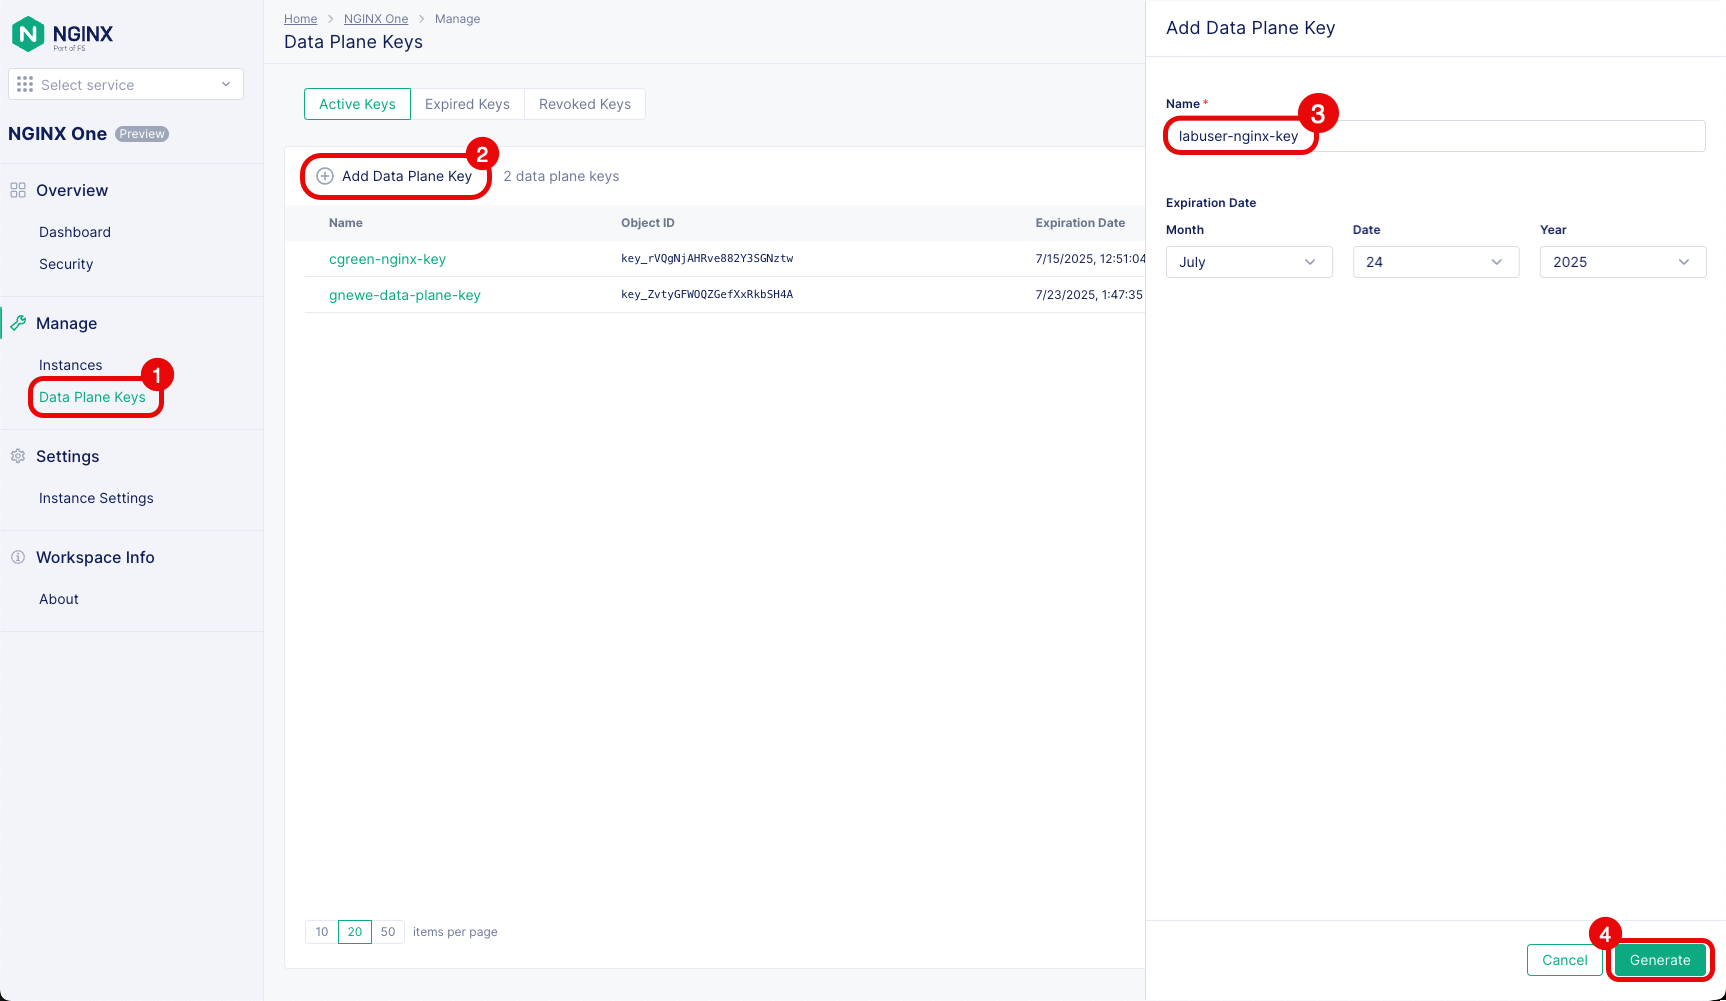 NGINX
Part of F5
Select service
NGINX One Preview
Overview
Dashboard
Security
Manage
Instances
1
Data Plane Keys
Settings
Instance Settings
Workspace Info
About
Home > NGINX One > Manage
Data Plane Keys
Active Keys Expired Keys Revoked Keys
2
Add Data Plane Key 2 data plane keys
Name Object ID Expiration Date
cgreen-nginx-key key_rVQgNjAHRve882Y3SGNztw 7/15/2025, 12:51:04
gnewe-data-plane-key key_ZvtyGFWOQZGefXxRkbSH4A 7/23/2025, 1:47:35
10 20 50 items per page
Add Data Plane Key
Name *
3
labuser-nginx-key
Expiration Date
Month Date Year
July 24 2025
4
Cancel Generate